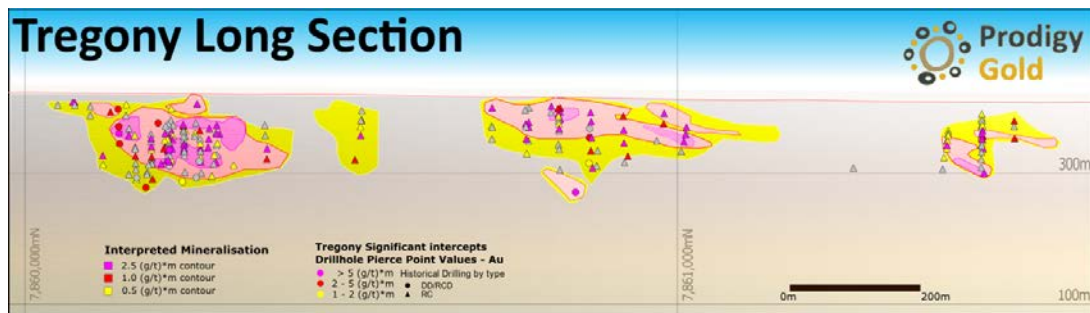 Tregony Long Section
Prodigy
Gold
300m
7,860,000mN
7,861,000mN
Interpreted Mineralisation
2.5 (g/t)*m contour
1.0 (g/t)*m contour
0.5 (g/t)*m contour
Tregony Significant intercepts
Drillhole Pierce Point Values - Au
> 5 (g/t)*m Historical Drilling by type
2 - 5 (g/t)*m DD/RCD
1 - 2 (g/t)*m RC
0m 200m
100m